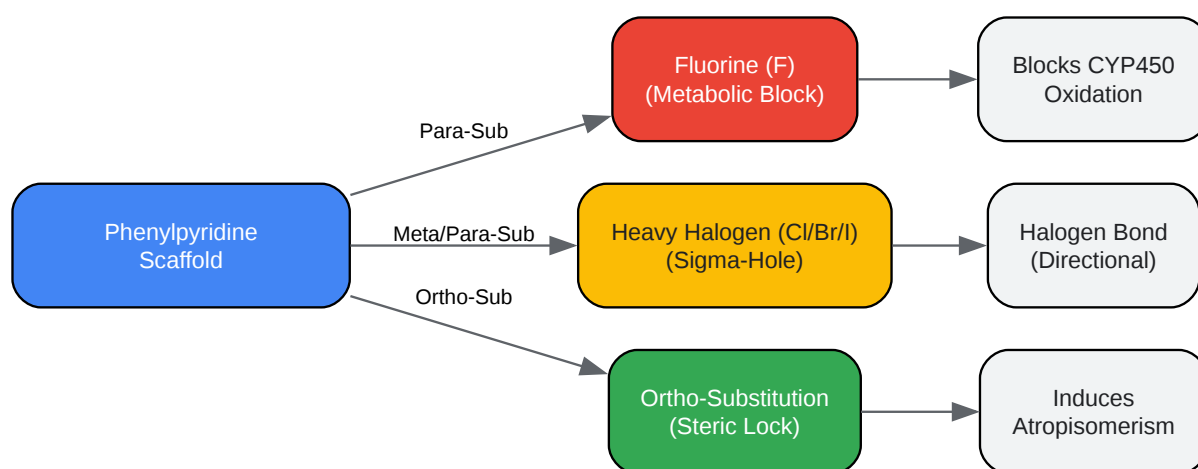 Phenylpyridine
Scaffold
Para-Sub
Meta/Para-Sub
Ortho-Sub
Fluorine (F)
(Metabolic Block)
Blocks CYP450
Oxidation
Heavy Halogen (Cl/Br/I)
(Sigma-Hole)
Halogen Bond
(Directional)
Ortho-Substitution
(Steric Lock)
Induces
Atropisomerism